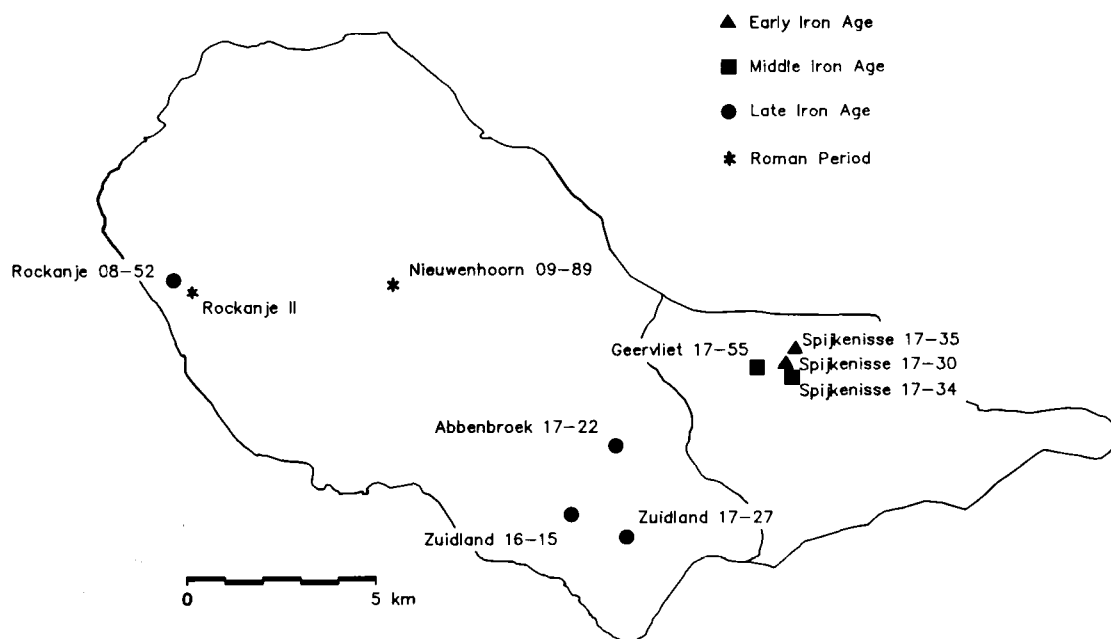 Early Iron Age
Middle Iron Age
Late Iron Age
Roman Period
Rockanje 08-52
Rockanje II
Nieuwenhoorn 09-89
Geervliet 17-55
Spijkenisse 17-35
Spijkenisse 17-30
Spijkenisse 17-34
Abbenbroek 17-22
Zuidland 16-15
Zuidland 17-27
0 5 km